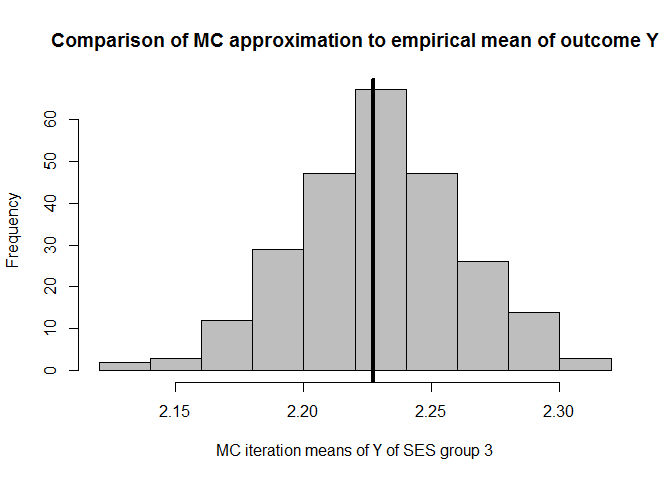 Comparison of MC approximation to empirical mean of outcome Y
Frequency
60
50
40
30
20
10
0
2.15 2.20 2.25 2.30
MC iteration means of Y of SES group 3